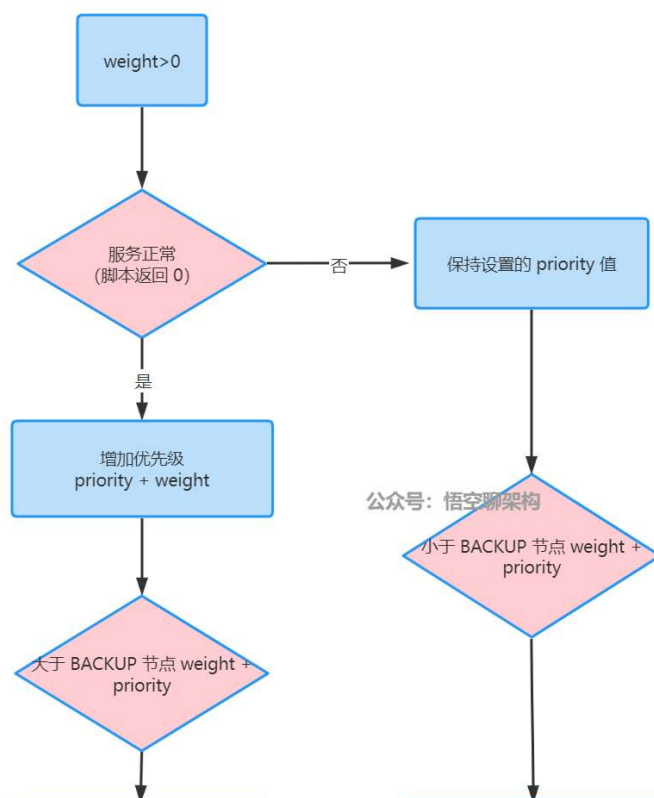 weight>0
服务正常
（脚本返回 0）
否
保持设置的 priority 值
是
增加优先级
priority + weight
公众号：悟空聊架构
小于 BACKUP 节点 weight +
priority
大于 BACKUP 节点 weight +
priority